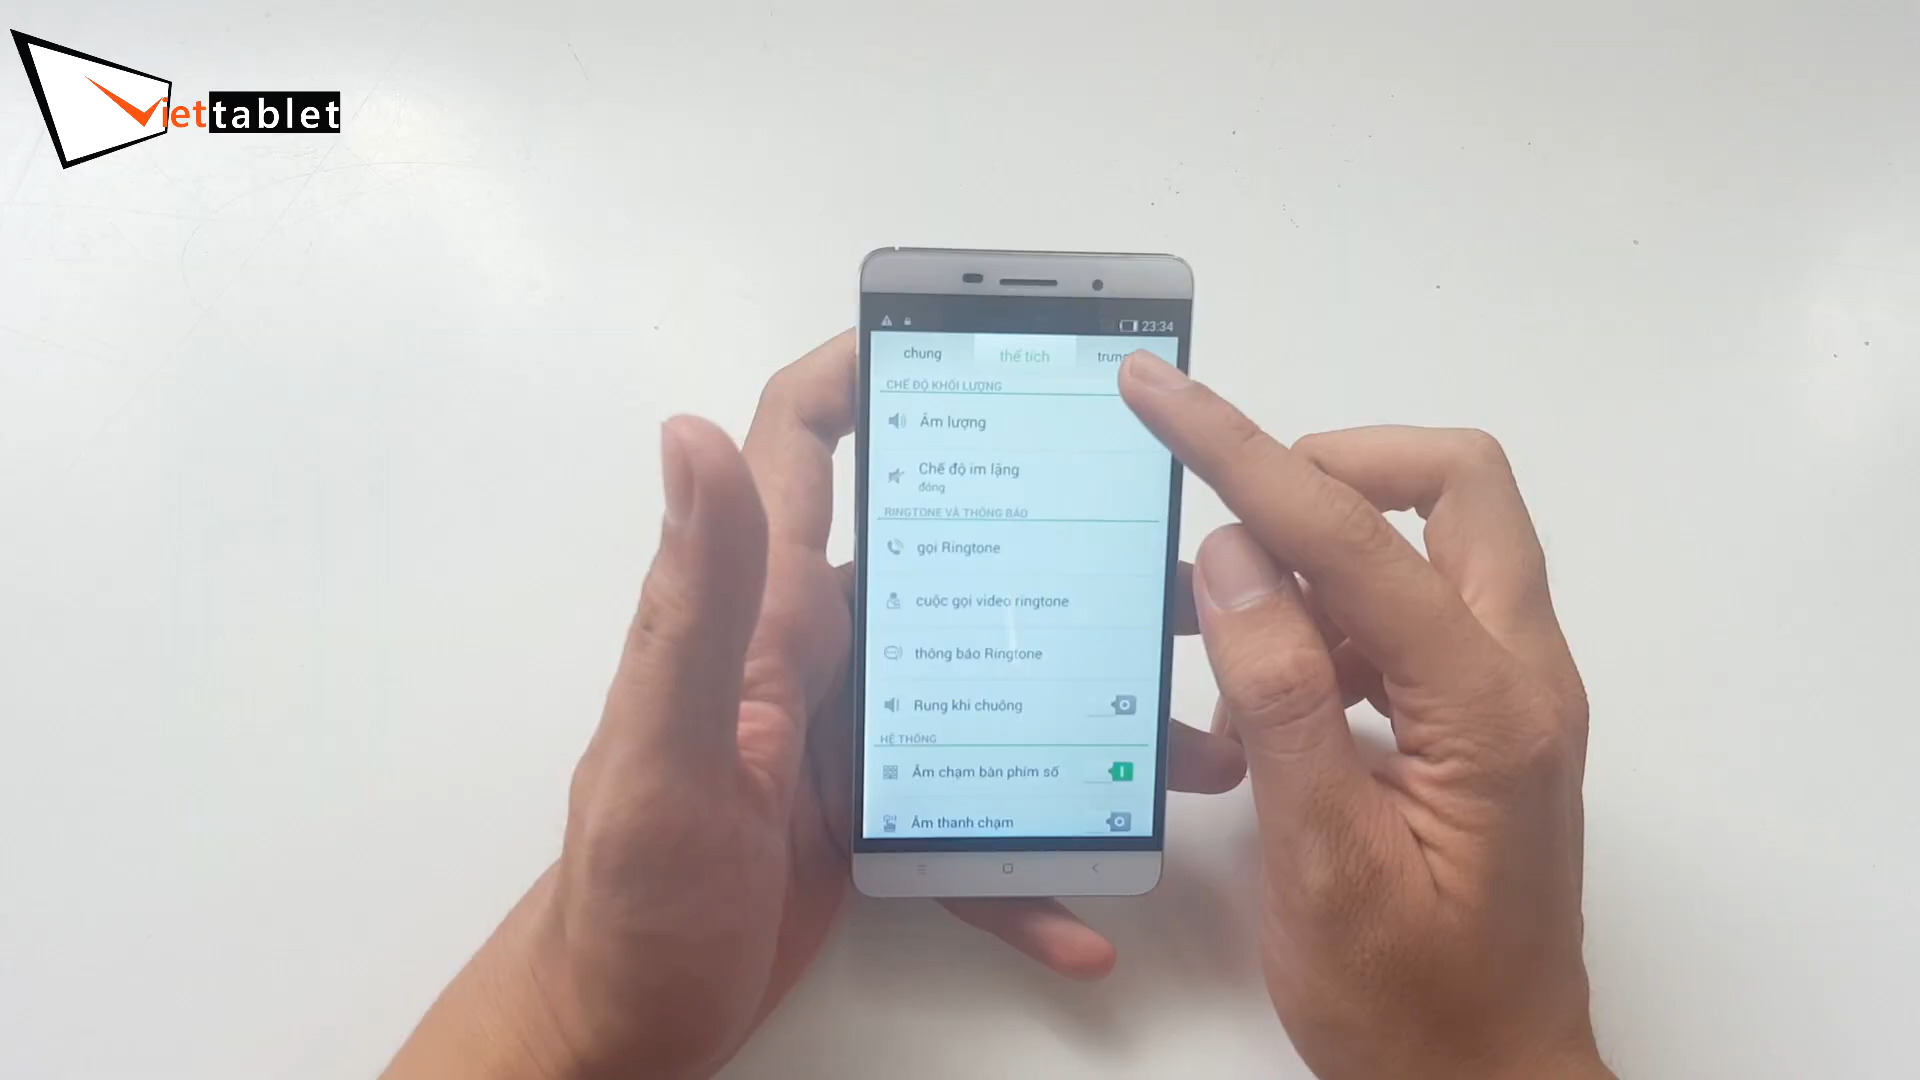 Viettablet
23:34
chung thể tích
CHẾ ĐỘ KHỐI LƯỢNG
Âm lượng
Chế độ im lặng
đóng
RINGTONE VÀ THÔNG BÁO
gọi Ringtone
cuộc gọi video ringtone
thông báo Ringtone
Rung khi chuông
HỆ THỐNG
Âm chạm bàn phím số
Âm thanh chạm